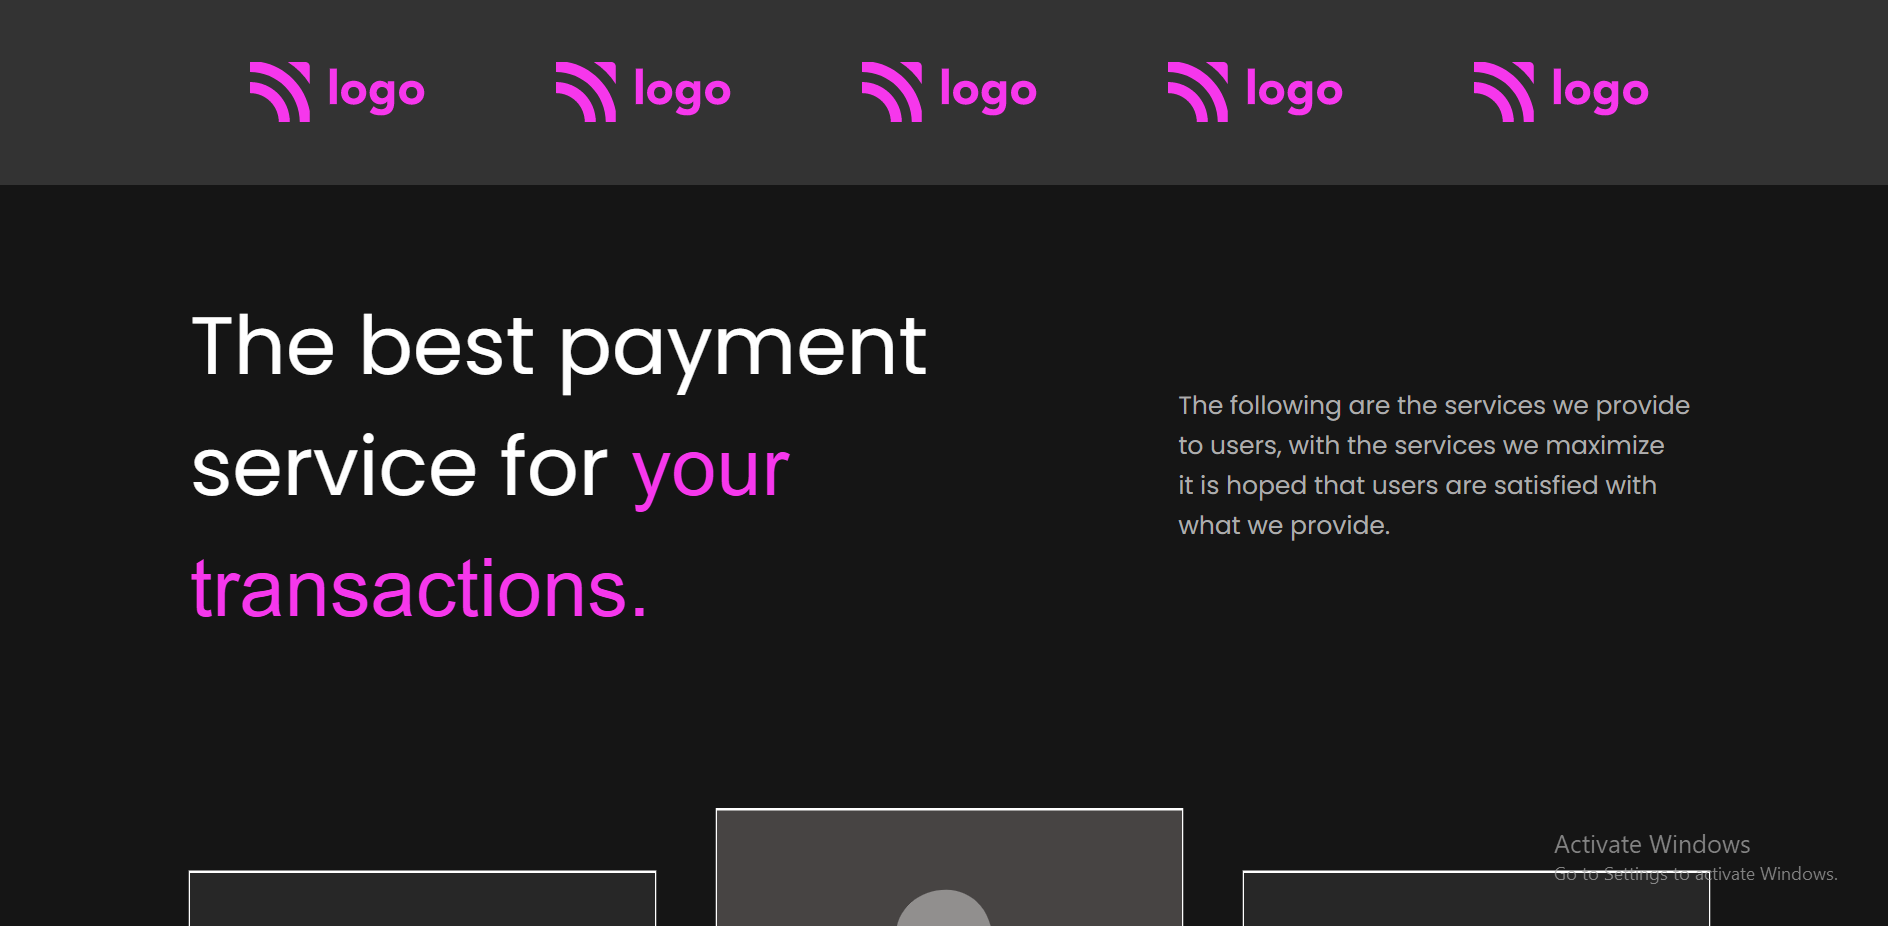 logo logo logo logo logo
The best payment
service for your
transactions.
The following are the services we provide
to users, with the services we maximize
it is hoped that users are satisfied with
what we provide.
Activate Windows
Go to Settings to activate Windows.